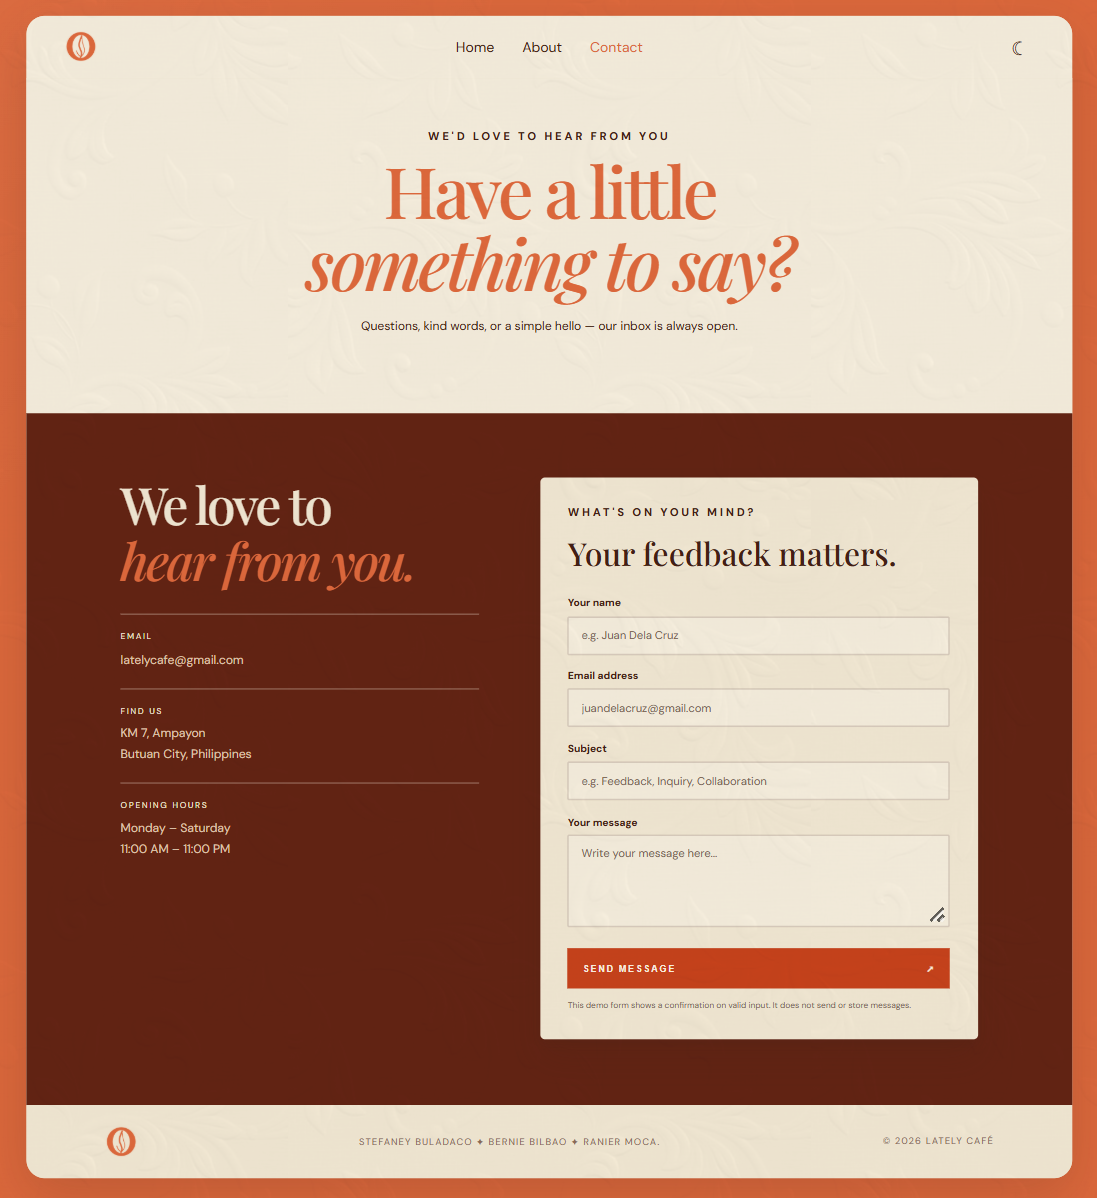 Home About Contact
WE'D LOVE TO HEAR FROM YOU
Have a little
something to say?
Questions, kind words, or a simple hello — our inbox is always open.
We love to
hear from you.
EMAIL
latelycafe@gmail.com
FIND US
KM 7, Ampayon
Butuan City, Philippines
OPENING HOURS
Monday – Saturday
11:00 AM – 11:00 PM
WHAT'S ON YOUR MIND?
Your feedback matters.
Your name
e.g. Juan Dela Cruz
Email address
juandelacruz@gmail.com
Subject
e.g. Feedback, Inquiry, Collaboration
Your message
Write your message here...
SEND MESSAGE ↗
This demo form shows a confirmation on valid input. It does not send or store messages.
STEFANEY BULADACO ✦ BERNIE BILBAO ✦ RANIER MOCA.
© 2026 LATELY CAFÉ